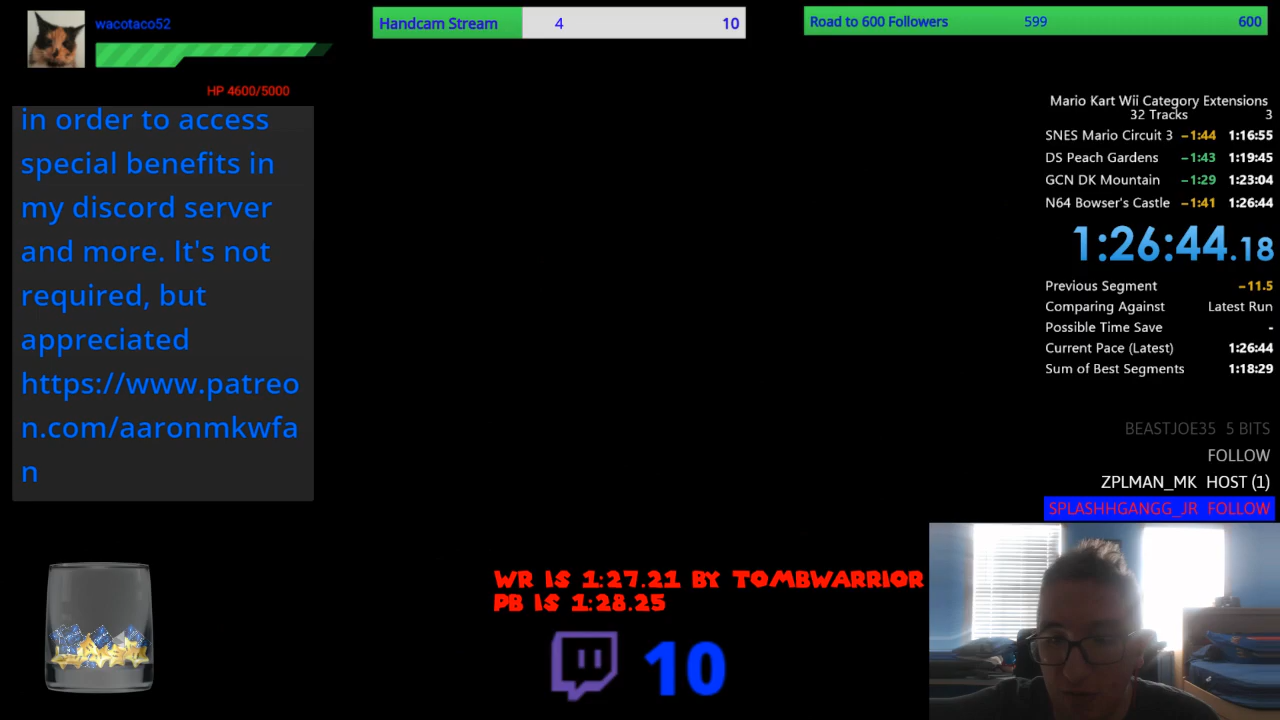 wacotaco52
HP 4600/5000
Handcam Stream 4 10
Road to 600 Followers 599 600
in order to access
special benefits in
my discord server
and more. It's not
required, but
appreciated
https://www.patreo
n.com/aaronmkwfa
n
Mario Kart Wii Category Extensions
32 Tracks 3
SNES Mario Circuit 3 −1:44 1:16:55
DS Peach Gardens −1:43 1:19:45
GCN DK Mountain −1:29 1:23:04
N64 Bowser's Castle −1:41 1:26:44
1:26:44.18
Previous Segment −11.5
Comparing Against Latest Run
Possible Time Save -
Current Pace (Latest) 1:26:44
Sum of Best Segments 1:18:29
BEASTJOE35 5 BITS
FOLLOW
ZPLMAN_MK HOST (1)
SPLASHHGANGG_JR FOLLOW
WR IS 1:27.21 BY TOMBWARRIOR
PB IS 1:28.25
10